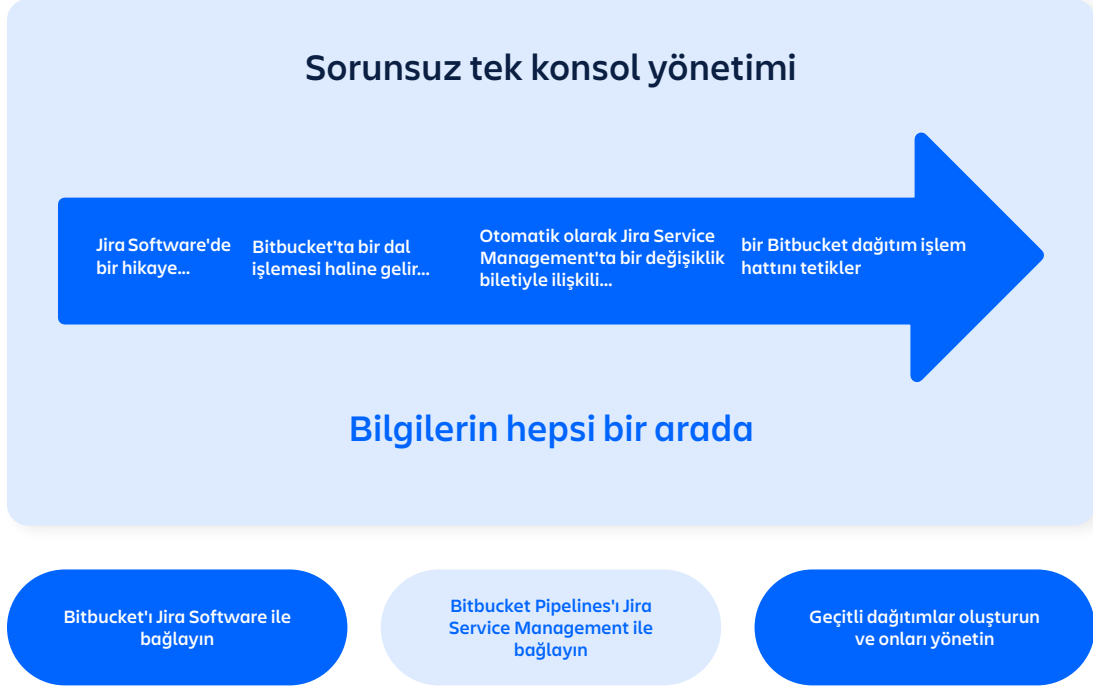 Sorunsuz tek konsol yönetimi
Jira Software'de
bir hikaye...
Bitbucket'ta bir dal
işlemesi haline gelir...
Otomatik olarak Jira Service
Management'ta bir değişiklik
biletiyle ilişkili...
bir Bitbucket dağıtım işlem
hattını tetikler
Bilgilerin hepsi bir arada
Bitbucket'ı Jira Software ile
bağlayın
Bitbucket Pipelines'ı Jira
Service Management ile
bağlayın
Geçitli dağıtımlar oluşturun
ve onları yönetin